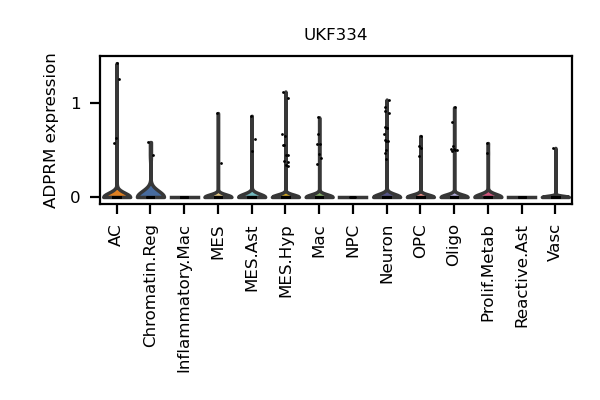 UKF334
ADPRM expression
1
0
AC
Chromatin.Reg
Inflammatory.Mac
MES
MES.Ast
MES.Hyp
Mac
NPC
Neuron
OPC
Oligo
Prolif.Metab
Reactive.Ast
Vasc